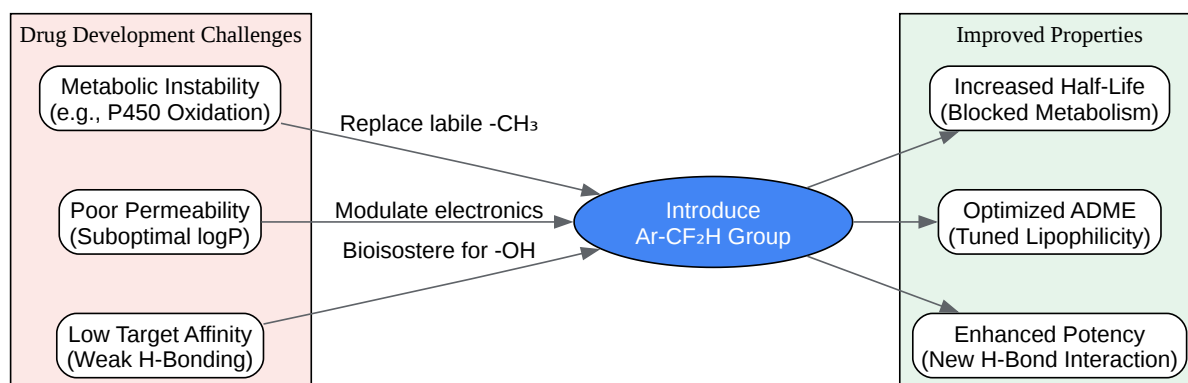 Drug Development Challenges
Metabolic Instability
(e.g., P450 Oxidation)
Poor Permeability
(Suboptimal logP)
Low Target Affinity
(Weak H-Bonding)
Replace labile -CH₃
Modulate electronics
Bioisostere for -OH
Introduce
Ar-CF₂H Group
Improved Properties
Increased Half-Life
(Blocked Metabolism)
Optimized ADME
(Tuned Lipophilicity)
Enhanced Potency
(New H-Bond Interaction)